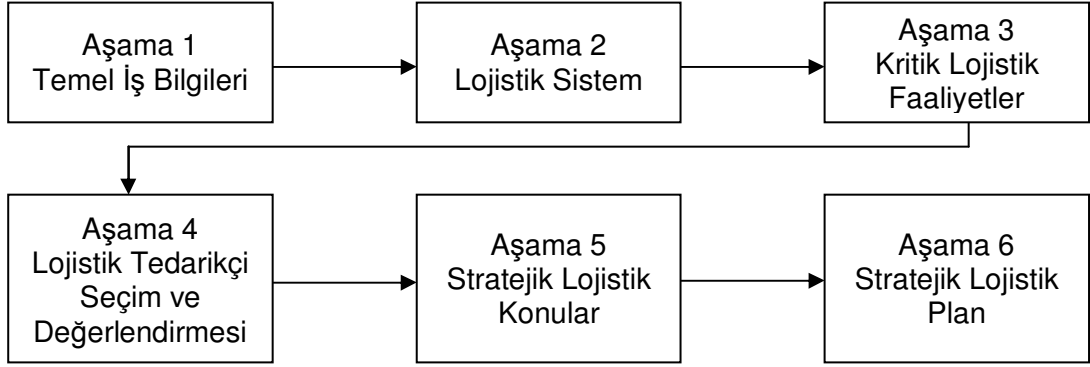 Aşama 1
Temel İş Bilgileri
Aşama 2
Lojistik Sistem
Aşama 3
Kritik Lojistik
Faaliyetler
Aşama 4
Lojistik Tedarikçi
Seçim ve
Değerlendirmesi
Aşama 5
Stratejik Lojistik
Konular
Aşama 6
Stratejik Lojistik
Plan